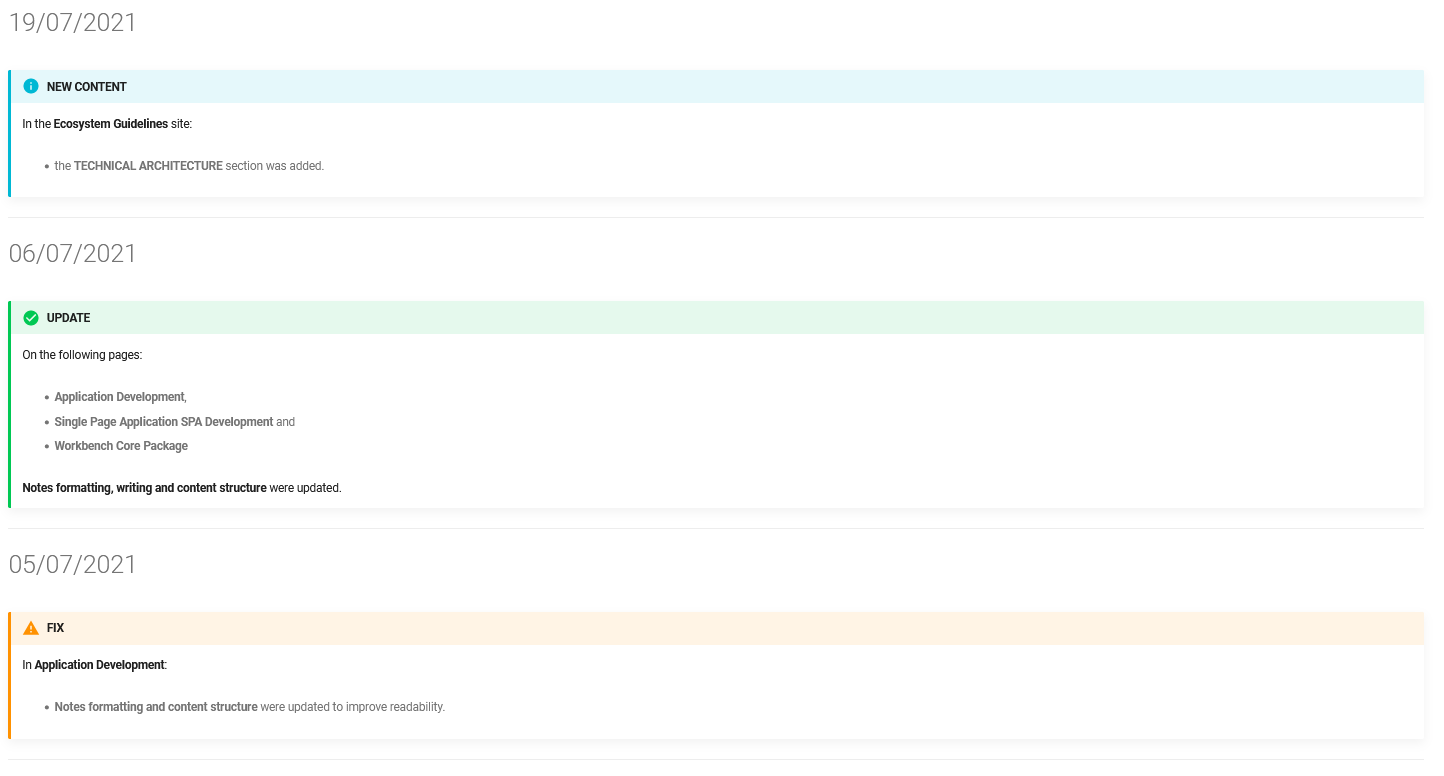 19/07/2021
NEW CONTENT
In the Ecosystem Guidelines site:
• the TECHNICAL ARCHITECTURE section was added.
06/07/2021
UPDATE
On the following pages:
• Application Development,
• Single Page Application SPA Development and
• Workbench Core Package
Notes formatting, writing and content structure were updated.
05/07/2021
FIX
In Application Development:
• Notes formatting and content structure were updated to improve readability.